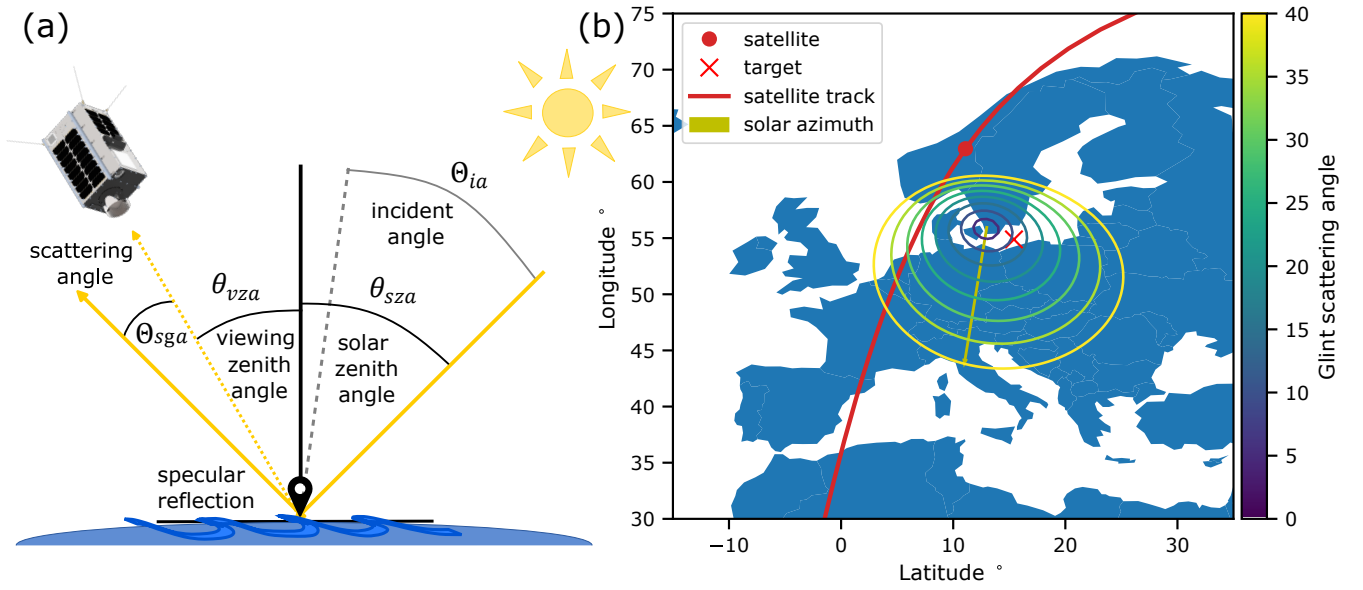 (a)
Θia
incident
angle
scattering
angle
θvza
θsza
Θsga
viewing
zenith
angle
solar
zenith
angle
specular
reflection
(b)
satellite
target
satellite track
solar azimuth
75
70
65
60
55
50
45
40
35
30
Longitude °
−10
0
10
20
30
Latitude °
40
35
30
25
20
15
10
5
0
Glint scattering angle